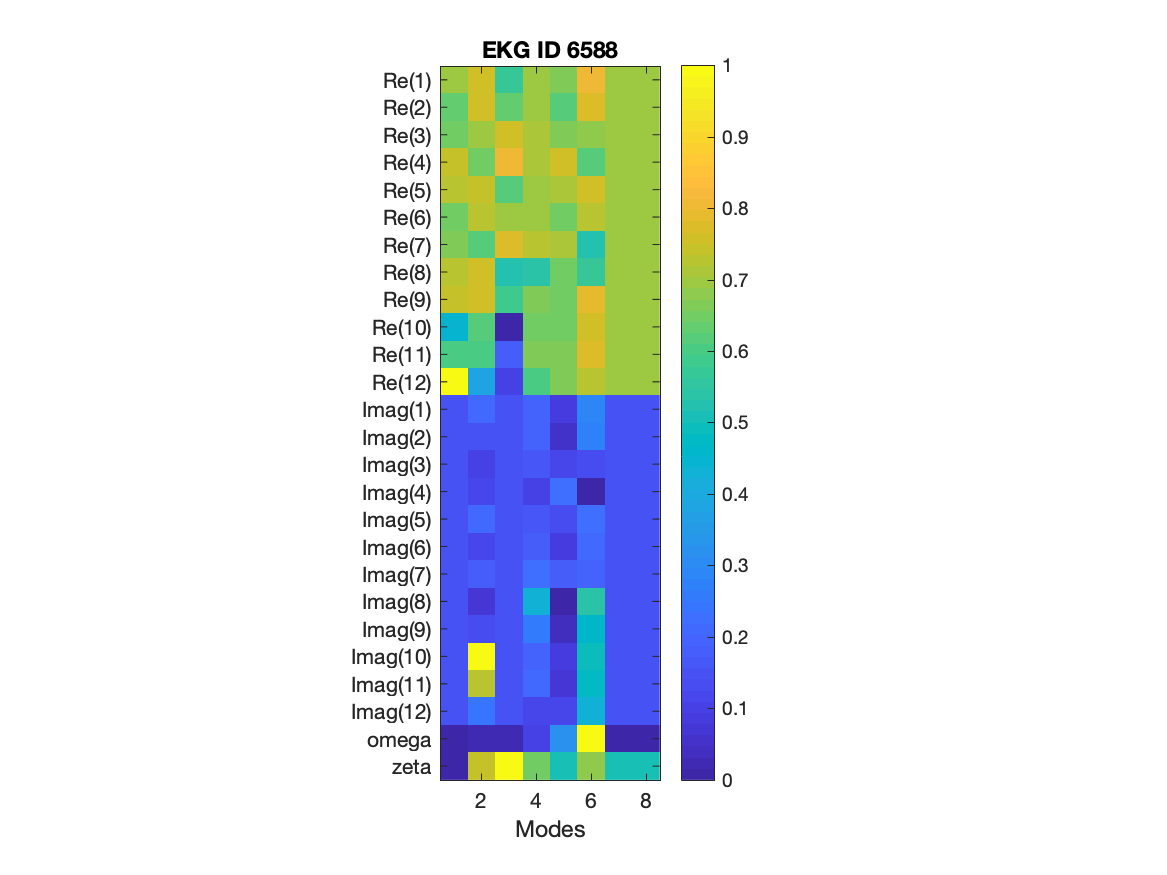 EKG ID 6588
Re(1)
Re(2)
Re(3)
Re(4)
Re(5)
Re(6)
Re(7)
Re(8)
Re(9)
Re(10)
Re(11)
Re(12)
Imag(1)
Imag(2)
Imag(3)
Imag(4)
Imag(5)
Imag(6)
Imag(7)
Imag(8)
Imag(9)
Imag(10)
Imag(11)
Imag(12)
omega
zeta
2 4 6 8
Modes
1
0.9
0.8
0.7
0.6
0.5
0.4
0.3
0.2
0.1
0